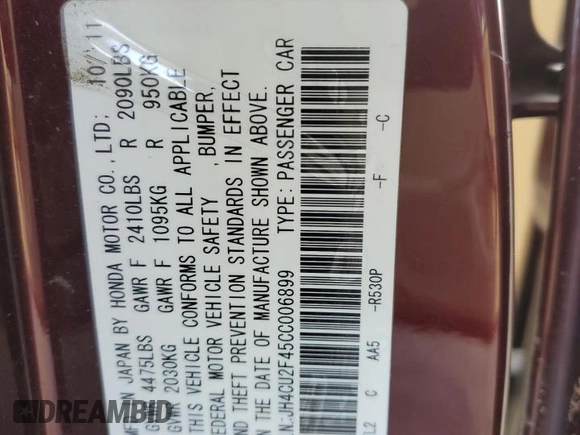 IN JAPAN BY HONDA MOTOR CO., LTD; 10/11
4475LBS GAWR F 2410LBS R 2090LBS
GVWR 2030KG GAWR F 1095KG R 950KG
THIS VEHICLE CONFORMS TO ALL APPLICABLE
FEDERAL MOTOR VEHICLE SAFETY , BUMPER,
AND THEFT PREVENTION STANDARDS IN EFFECT
ON THE DATE OF MANUFACTURE SHOWN ABOVE.
JH4CU2F45CC006899 TYPE: PASSENGER CAR
L2 C AA5 -R530P -F -C
DREAMBID